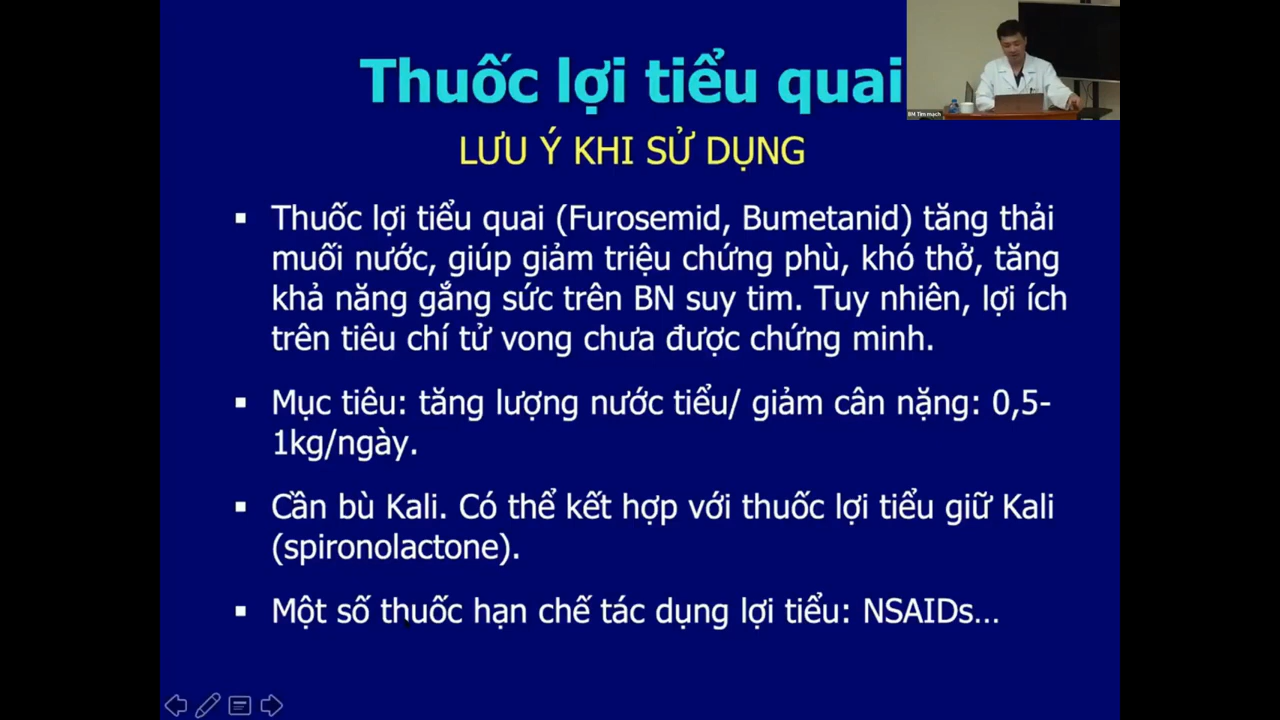 Thuốc lợi tiểu quai
BM Tim mạch
LƯU Ý KHI SỬ DỤNG
▪ Thuốc lợi tiểu quai (Furosemid, Bumetanid) tăng thải
muối nước, giúp giảm triệu chứng phù, khó thở, tăng
khả năng gắng sức trên BN suy tim. Tuy nhiên, lợi ích
trên tiêu chí tử vong chưa được chứng minh.
▪ Mục tiêu: tăng lượng nước tiểu/ giảm cân nặng: 0,5-
1kg/ngày.
▪ Cần bù Kali. Có thể kết hợp với thuốc lợi tiểu giữ Kali
(spironolactone).
▪ Một số thuốc hạn chế tác dụng lợi tiểu: NSAIDs…